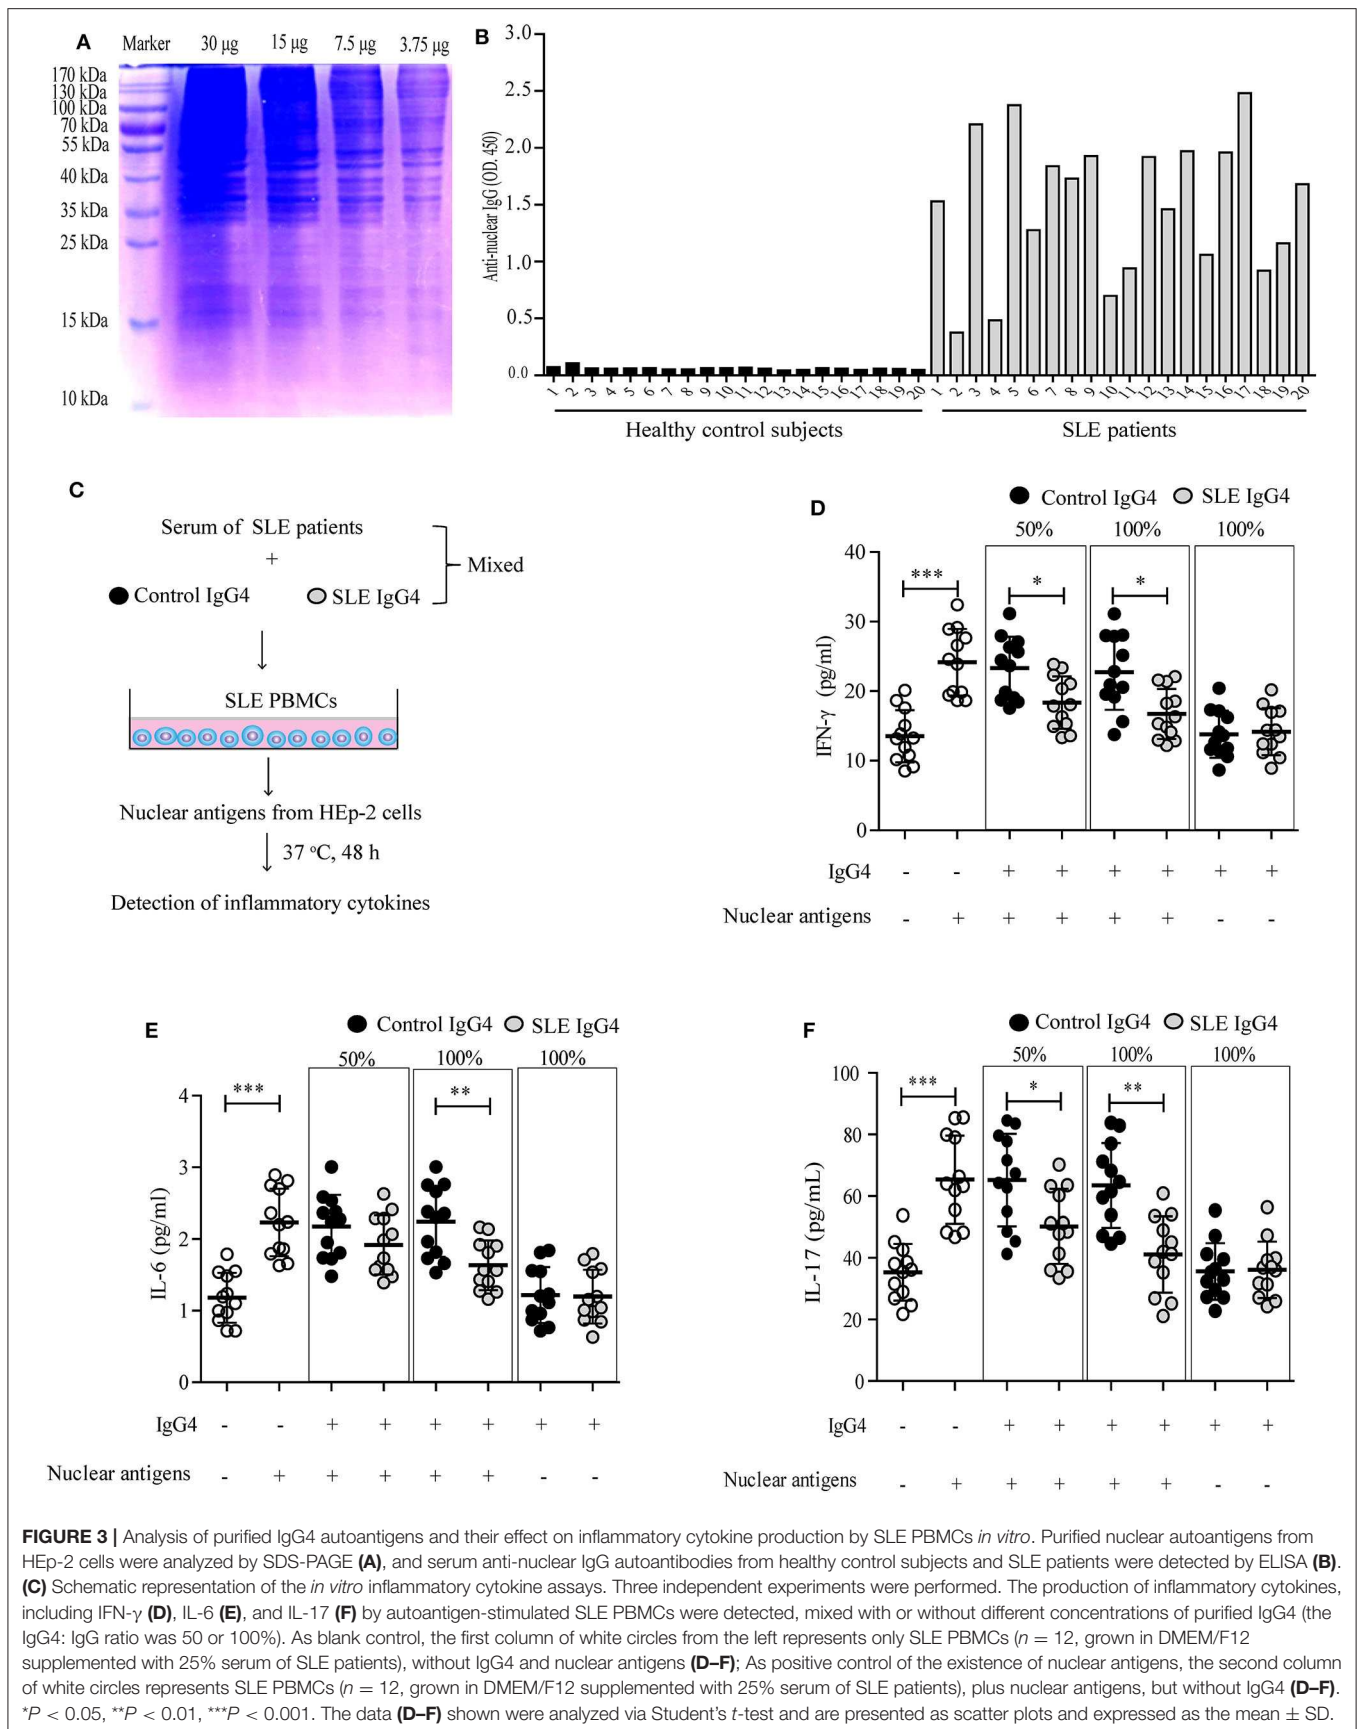 A
Marker 30 μg 15 μg 7.5 μg 3.75 μg
170 kDa
130 kDa
100 kDa
70 kDa
55 kDa
40 kDa
35 kDa
25 kDa
15 kDa
10 kDa
B
Anti-nuclear IgG (OD. 450)
3.0
2.5
2.0
1.5
1.0
0.5
0.0
1 2 3 4 5 6 7 8 9 10 11 12 13 14 15 16 17 18 19 20 1 2 3 4 5 6 7 8 9 10 11 12 13 14 15 16 17 18 19 20
Healthy control subjects SLE patients
C
Serum of SLE patients
+
Control IgG4 SLE IgG4
Mixed
SLE PBMCs
Nuclear antigens from HEp-2 cells
37 °C, 48 h
Detection of inflammatory cytokines
D
Control IgG4 SLE IgG4
50% 100% 100%
*** * *
IFN-γ (pg/ml)
40
30
20
10
0
IgG4 - - + + + + + +
Nuclear antigens - + + + + + - -
E
Control IgG4 SLE IgG4
50% 100% 100%
*** **
IL-6 (pg/ml)
4
3
2
1
0
IgG4 - - + + + + + +
Nuclear antigens - + + + + + - -
F
Control IgG4 SLE IgG4
50% 100% 100%
*** * **
IL-17 (pg/mL)
100
80
60
40
20
0
IgG4 - - + + + + + +
Nuclear antigens - + + + + + - -
FIGURE 3 | Analysis of purified IgG4 autoantigens and their effect on inflammatory cytokine production by SLE PBMCs in vitro. Purified nuclear autoantigens from
HEp-2 cells were analyzed by SDS-PAGE (A), and serum anti-nuclear IgG autoantibodies from healthy control subjects and SLE patients were detected by ELISA (B).
(C) Schematic representation of the in vitro inflammatory cytokine assays. Three independent experiments were performed. The production of inflammatory cytokines,
including IFN-γ (D), IL-6 (E), and IL-17 (F) by autoantigen-stimulated SLE PBMCs were detected, mixed with or without different concentrations of purified IgG4 (the
IgG4: IgG ratio was 50 or 100%). As blank control, the first column of white circles from the left represents only SLE PBMCs (n = 12, grown in DMEM/F12
supplemented with 25% serum of SLE patients), without IgG4 and nuclear antigens (D–F); As positive control of the existence of nuclear antigens, the second column
of white circles represents SLE PBMCs (n = 12, grown in DMEM/F12 supplemented with 25% serum of SLE patients), plus nuclear antigens, but without IgG4 (D–F).
*P < 0.05, **P < 0.01, ***P < 0.001. The data (D–F) shown were analyzed via Student's t-test and are presented as scatter plots and expressed as the mean ± SD.